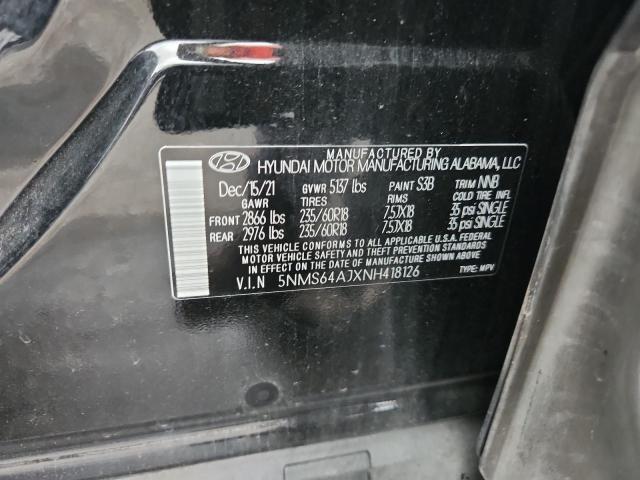 MANUFACTURED BY
HYUNDAI MOTOR MANUFACTURING ALABAMA, LLC
Dec/15/21 GVWR 5137 lbs PAINT S3B TRIM NNB
GAWR TIRES RIMS COLD TIRE INFL
FRONT 2866 lbs 235/60R18 7.5JX18 35 psi SINGLE
REAR 2976 lbs 235/60R18 7.5JX18 35 psi SINGLE
THIS VEHICLE CONFORMS TO ALL APPLICABLE U.S.A. FEDERAL
MOTOR VEHICLE SAFETY AND THEFT PREVENTION STANDARDS
IN EFFECT ON THE DATE OF MANUFACTURE SHOWN ABOVE.
V.I.N 5NMS64AJXNH418126 TYPE: MPV